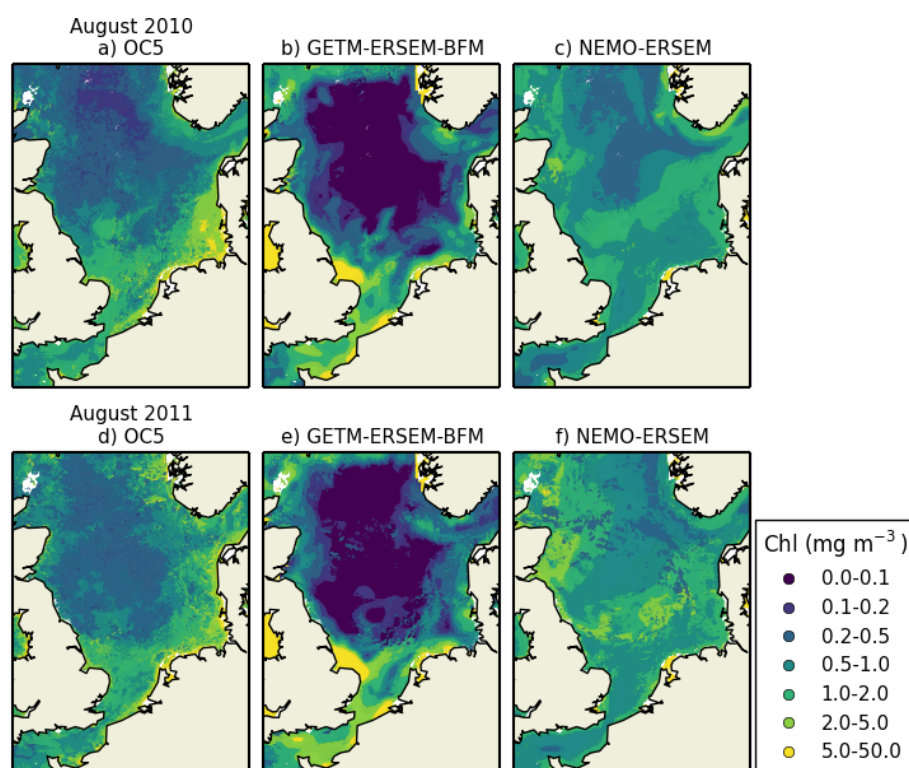 August 2010
a) OC5
b) GETM-ERSEM-BFM
c) NEMO-ERSEM
August 2011
d) OC5
e) GETM-ERSEM-BFM
f) NEMO-ERSEM
Chl (mg m⁻³)
0.0-0.1
0.1-0.2
0.2-0.5
0.5-1.0
1.0-2.0
2.0-5.0
5.0-50.0